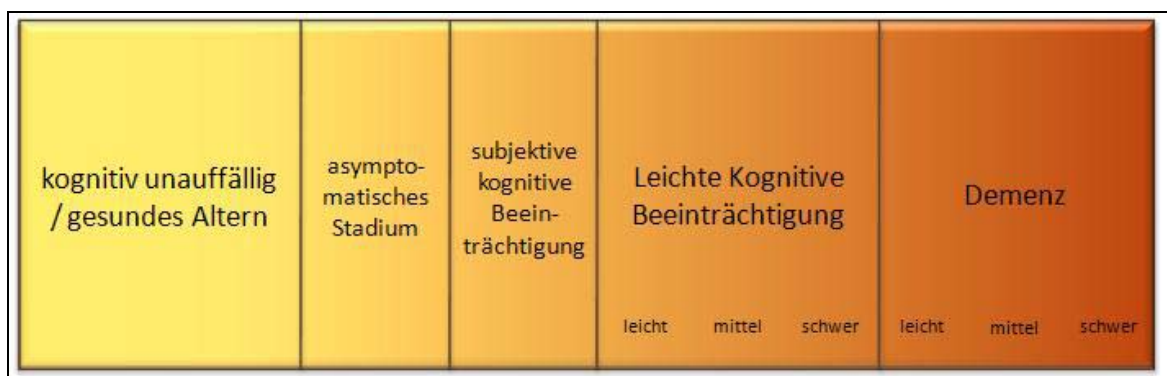 kognitiv unauffällig
/ gesundes Altern
asympto-
matisches
Stadium
subjektive
kognitive
Beein-
trächtigung
Leichte Kognitive
Beeinträchtigung
leicht mittel schwer
Demenz
leicht mittel schwer